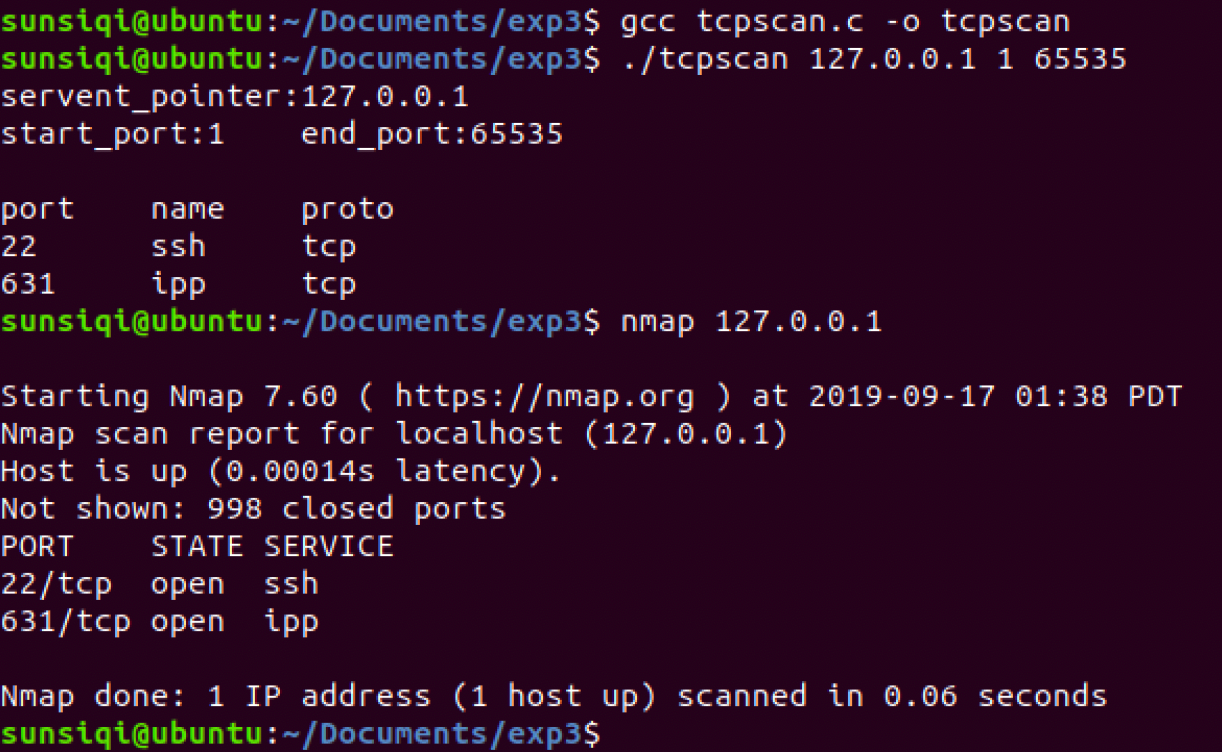 sunsiqi@ubuntu:~/Documents/exp3$ gcc tcpscan.c -o tcpscan
sunsiqi@ubuntu:~/Documents/exp3$ ./tcpscan 127.0.0.1 1 65535
servent_pointer:127.0.0.1
start_port:1    end_port:65535

port    name    proto
22      ssh     tcp
631     ipp     tcp
sunsiqi@ubuntu:~/Documents/exp3$ nmap 127.0.0.1

Starting Nmap 7.60 ( https://nmap.org ) at 2019-09-17 01:38 PDT
Nmap scan report for localhost (127.0.0.1)
Host is up (0.00014s latency).
Not shown: 998 closed ports
PORT    STATE SERVICE
22/tcp  open  ssh
631/tcp open  ipp

Nmap done: 1 IP address (1 host up) scanned in 0.06 seconds
sunsiqi@ubuntu:~/Documents/exp3$